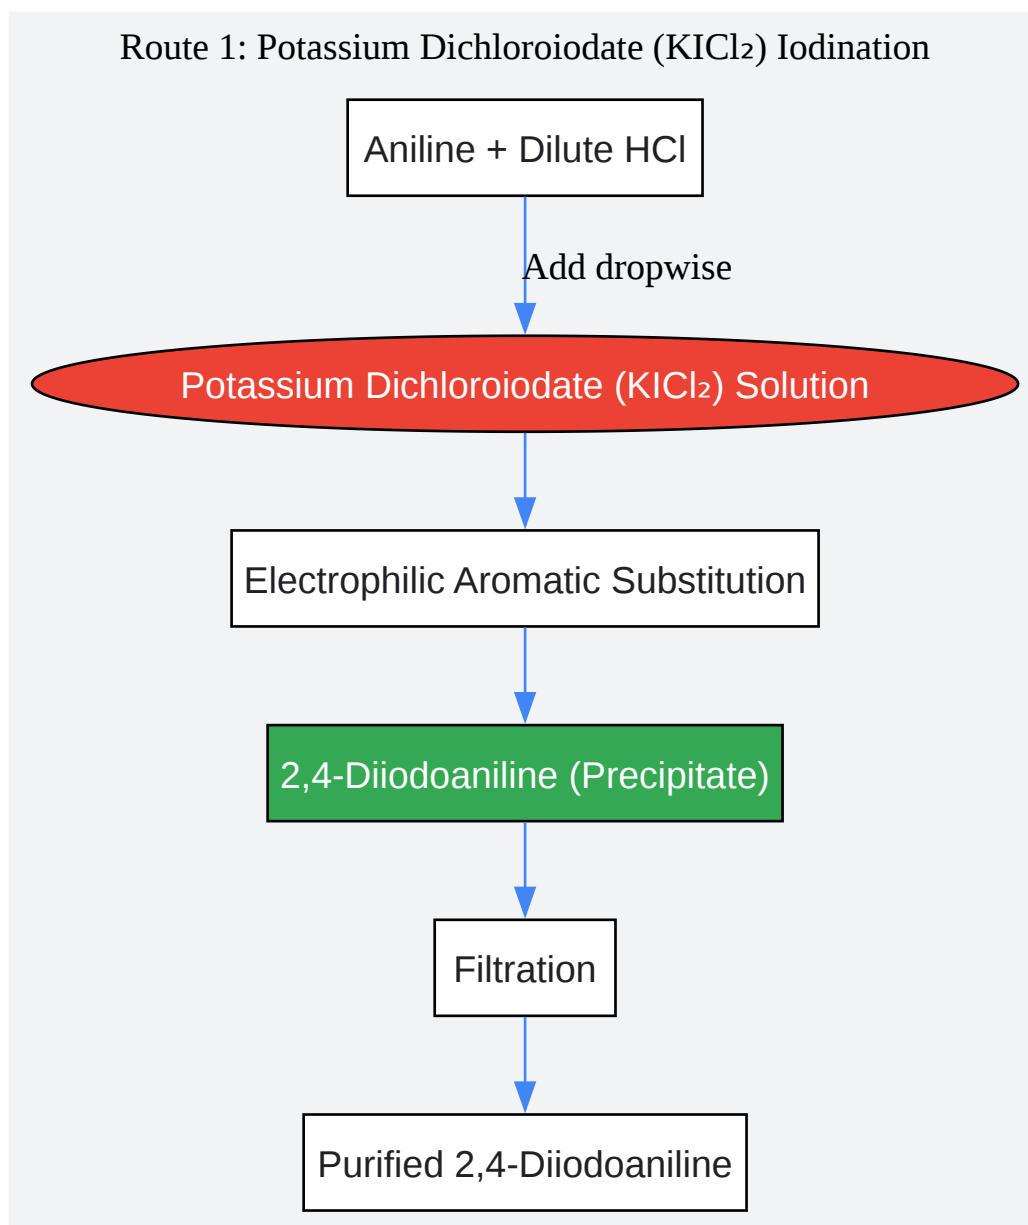 Route 1: Potassium Dichloroiodate (KICl₂) Iodination
Aniline + Dilute HCl
Add dropwise
Potassium Dichloroiodate (KICl₂) Solution
Electrophilic Aromatic Substitution
2,4-Diiodoaniline (Precipitate)
Filtration
Purified 2,4-Diiodoaniline